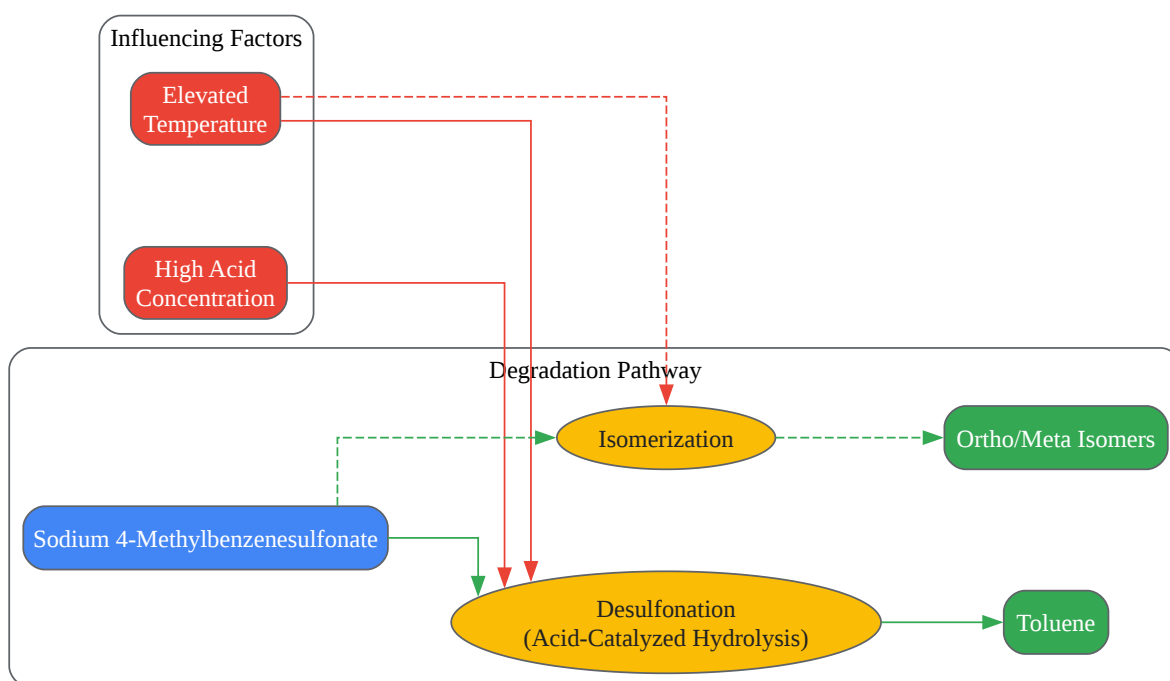 Influencing Factors
Elevated
Temperature
High Acid
Concentration
Degradation Pathway
Isomerization
Ortho/Meta Isomers
Sodium 4-Methylbenzenesulfonate
Desulfonation
(Acid-Catalyzed Hydrolysis)
Toluene